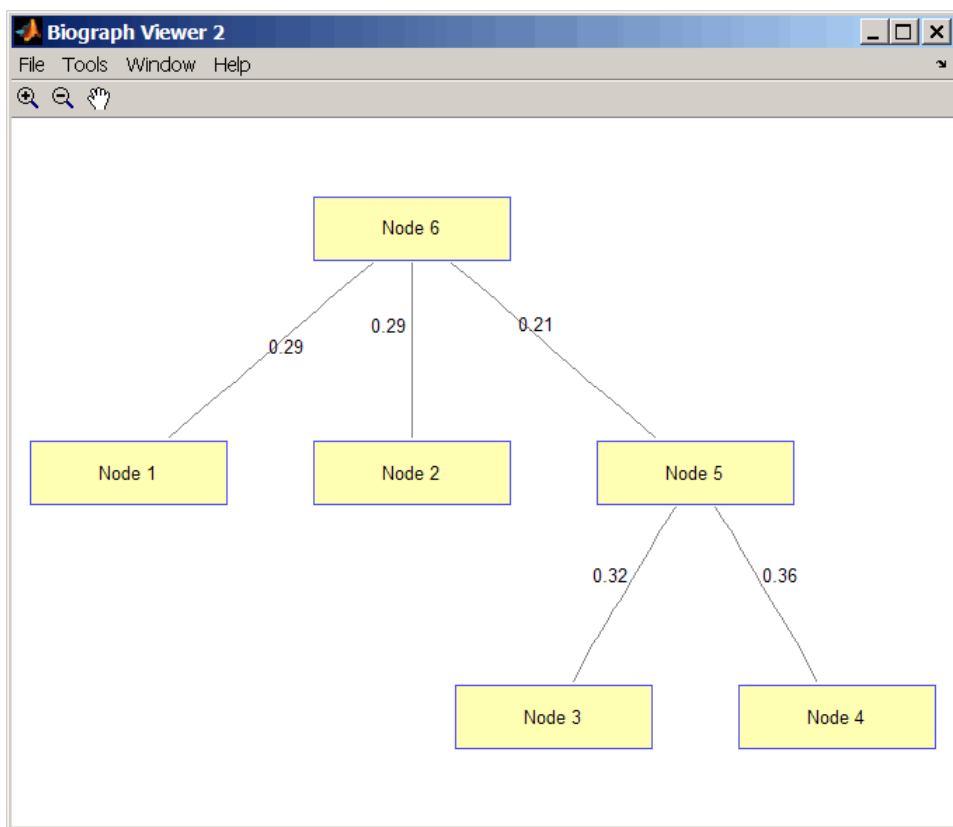 Biograph Viewer 2
File Tools Window Help
Node 6
0.29 0.29 0.21
Node 1 Node 2 Node 5
0.32 0.36
Node 3 Node 4